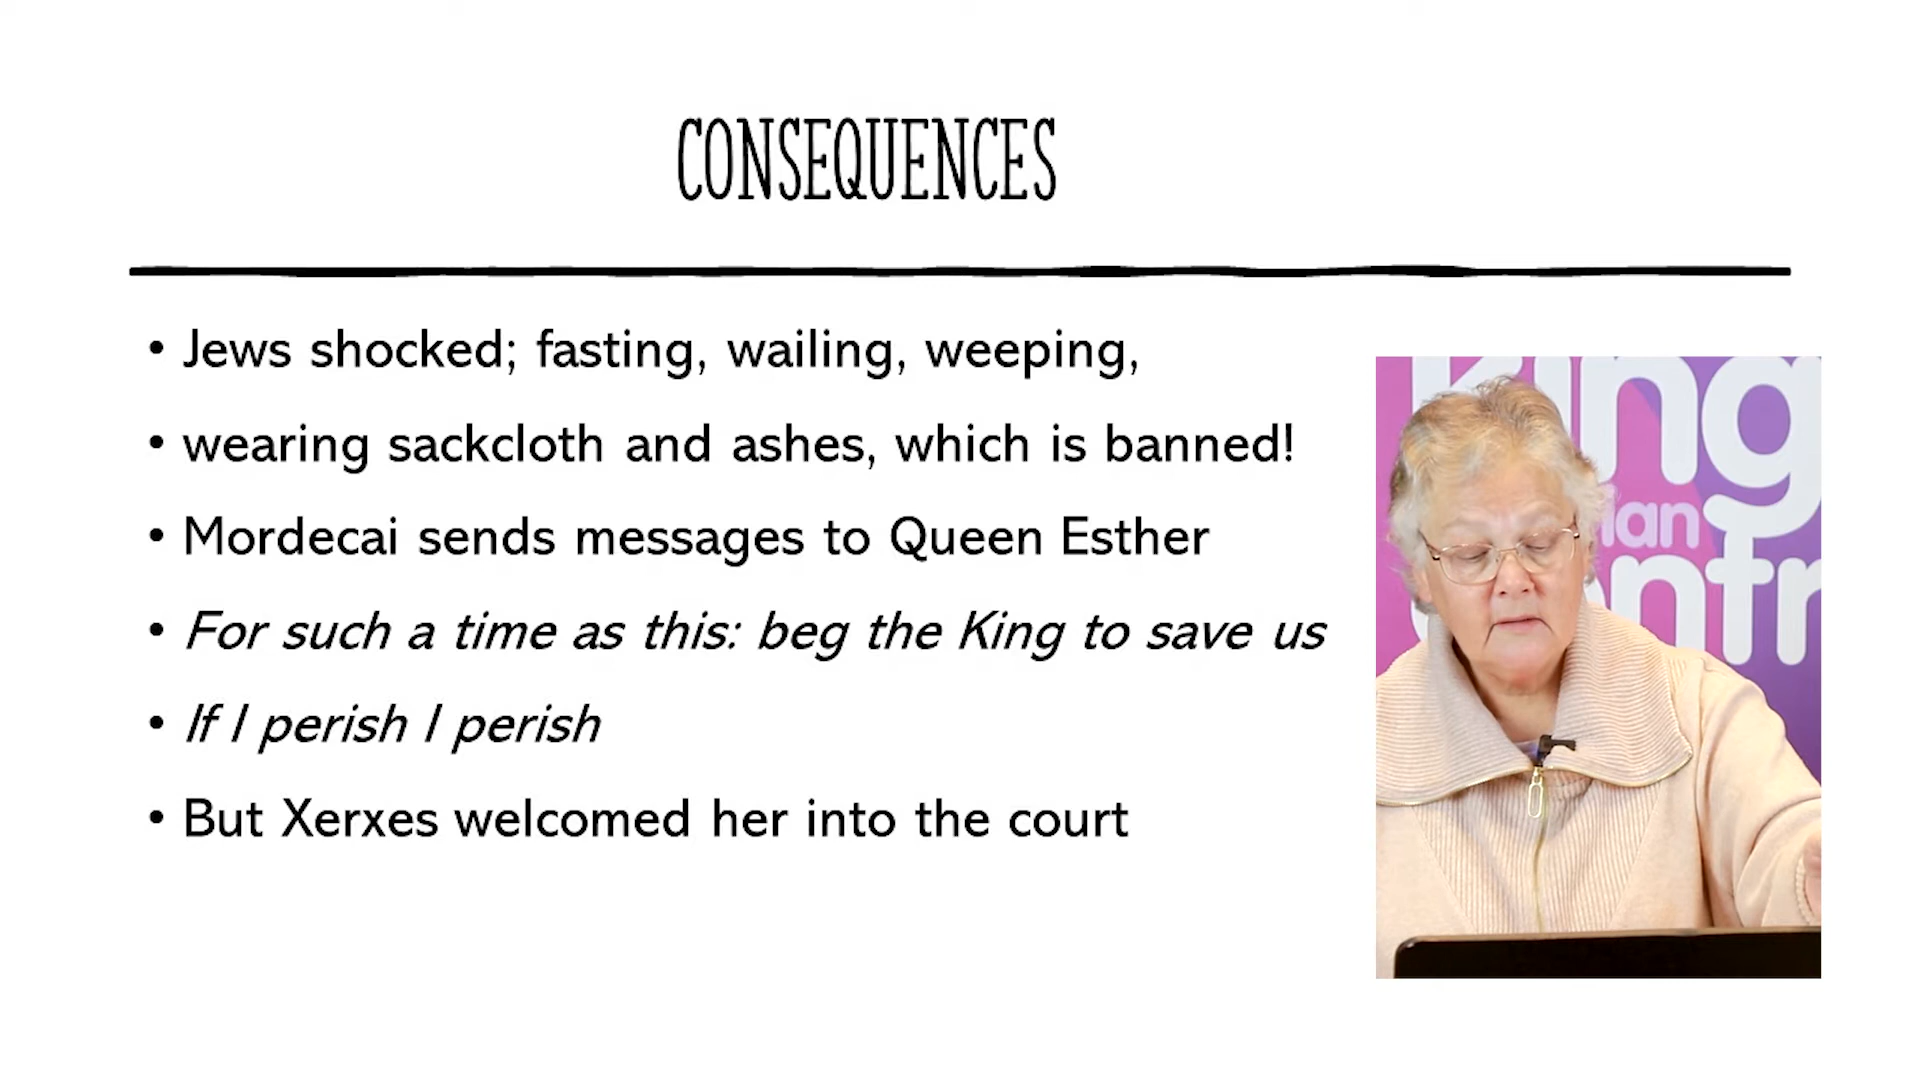 CONSEQUENCES
• Jews shocked; fasting, wailing, weeping,
• wearing sackcloth and ashes, which is banned!
• Mordecai sends messages to Queen Esther
• For such a time as this: beg the King to save us
• If I perish I perish
• But Xerxes welcomed her into the court
King